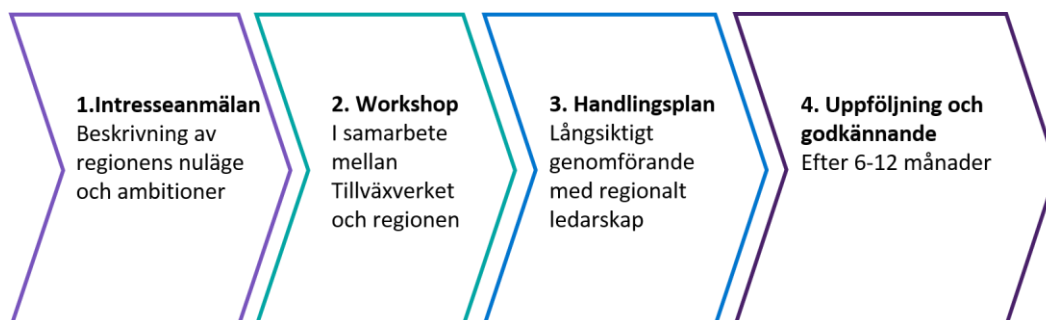 1.Intresseanmälan
Beskrivning av
regionens nuläge
och ambitioner
2. Workshop
I samarbete
mellan
Tillväxverket
och regionen
3. Handlingsplan
Långsiktigt
genomförande
med regionalt
ledarskap
4. Uppföljning och
godkännande
Efter 6-12 månader